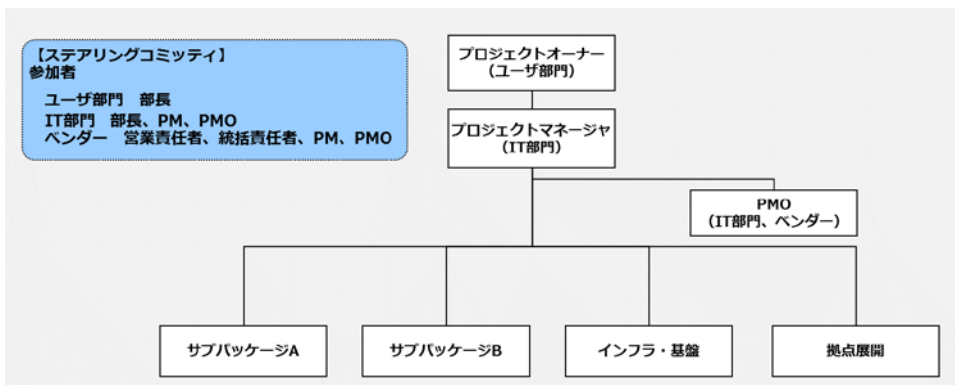 【ステアリングコミッティ】
参加者
ユーザ部門　部長
IT部門　部長、PM、PMO
ベンダー　営業責任者、統括責任者、PM、PMO
プロジェクトオーナー
（ユーザ部門）
プロジェクトマネージャ
（IT部門）
PMO
（IT部門、ベンダー）
サブパッケージA
サブパッケージB
インフラ・基盤
拠点展開